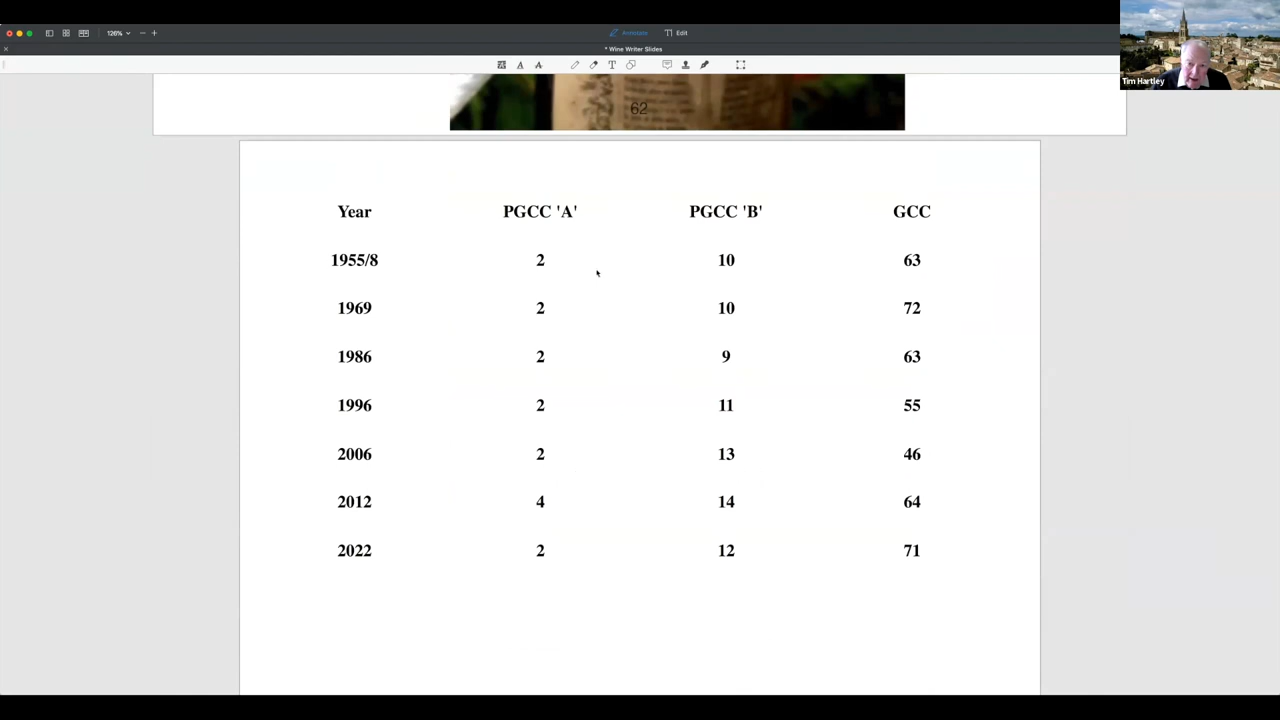 126%
Annotate
Edit
* Wine Writer Slides
T
Tim Hartley
62
Year PGCC 'A' PGCC 'B' GCC
1955/8 2 10 63
1969 2 10 72
1986 2 9 63
1996 2 11 55
2006 2 13 46
2012 4 14 64
2022 2 12 71